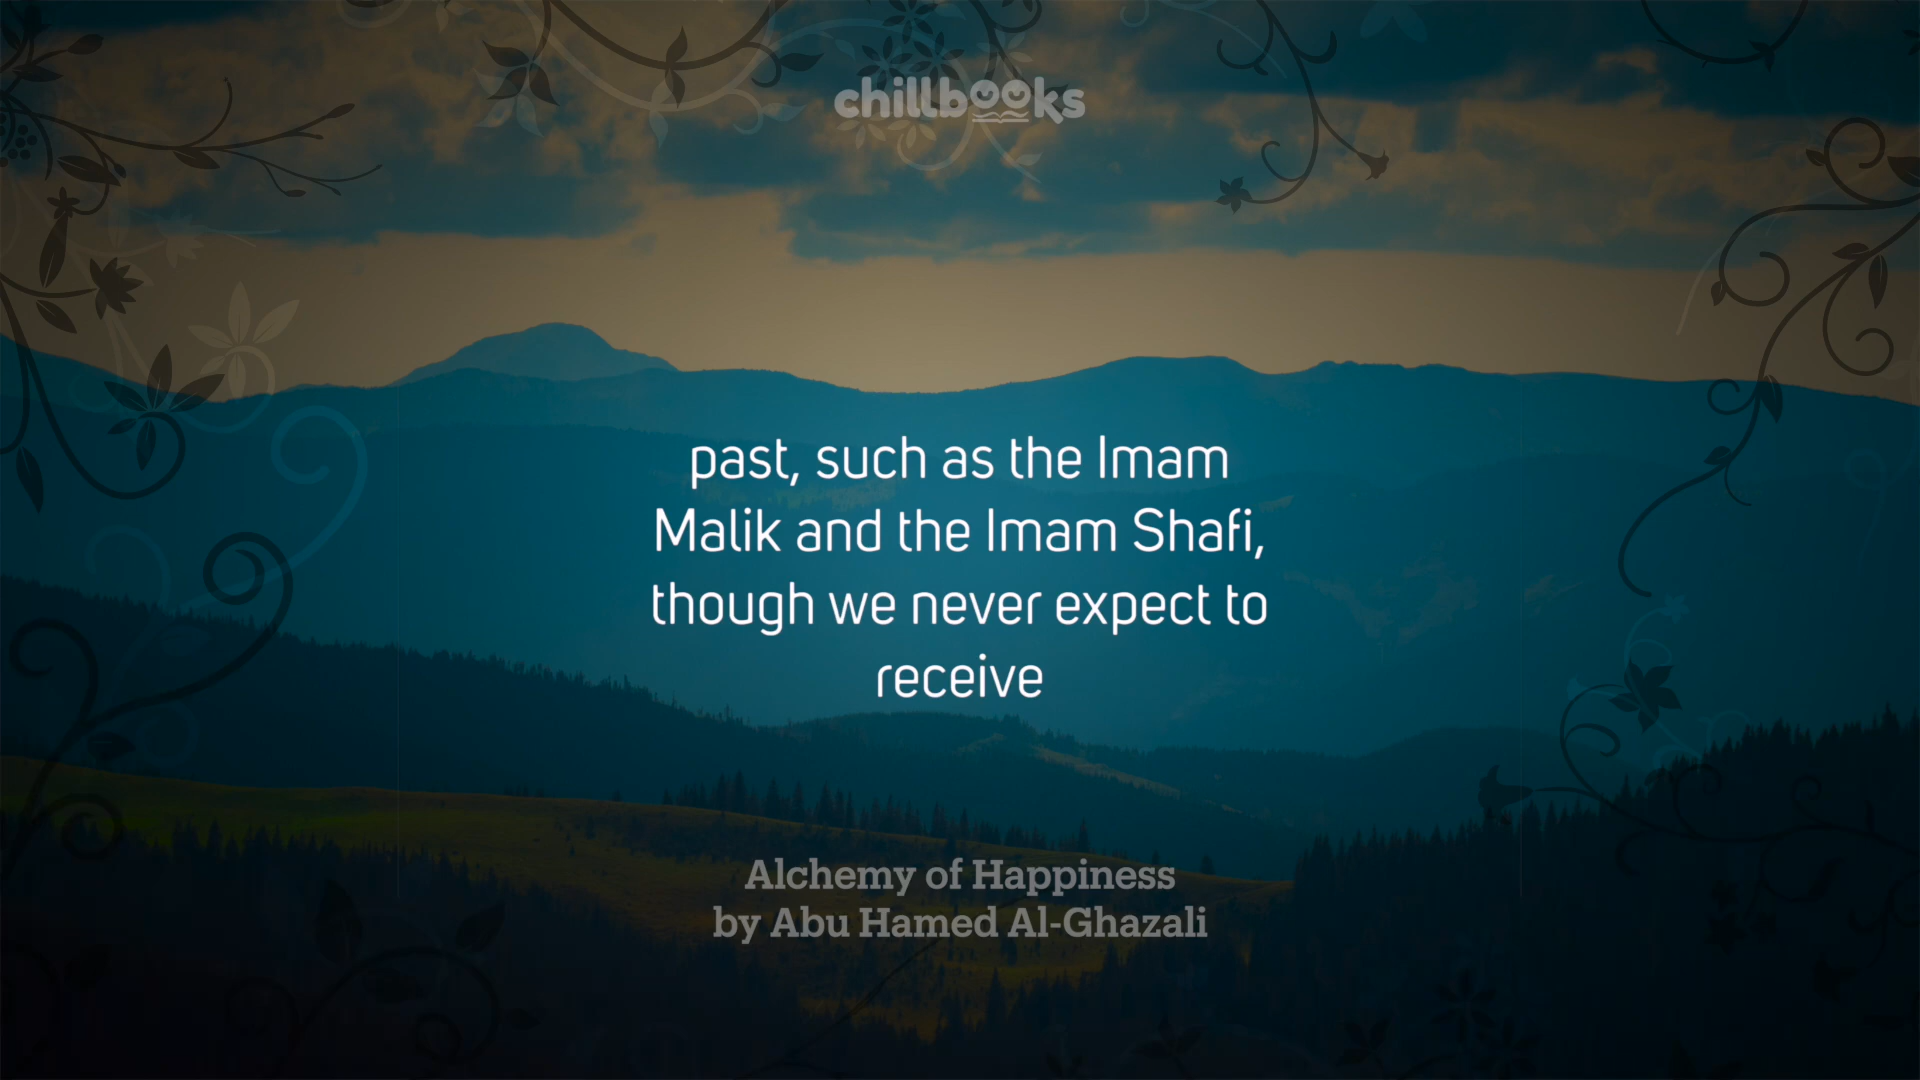 chillbooks
past, such as the Imam
Malik and the Imam Shafi,
though we never expect to
receive
Alchemy of Happiness
by Abu Hamed Al-Ghazali